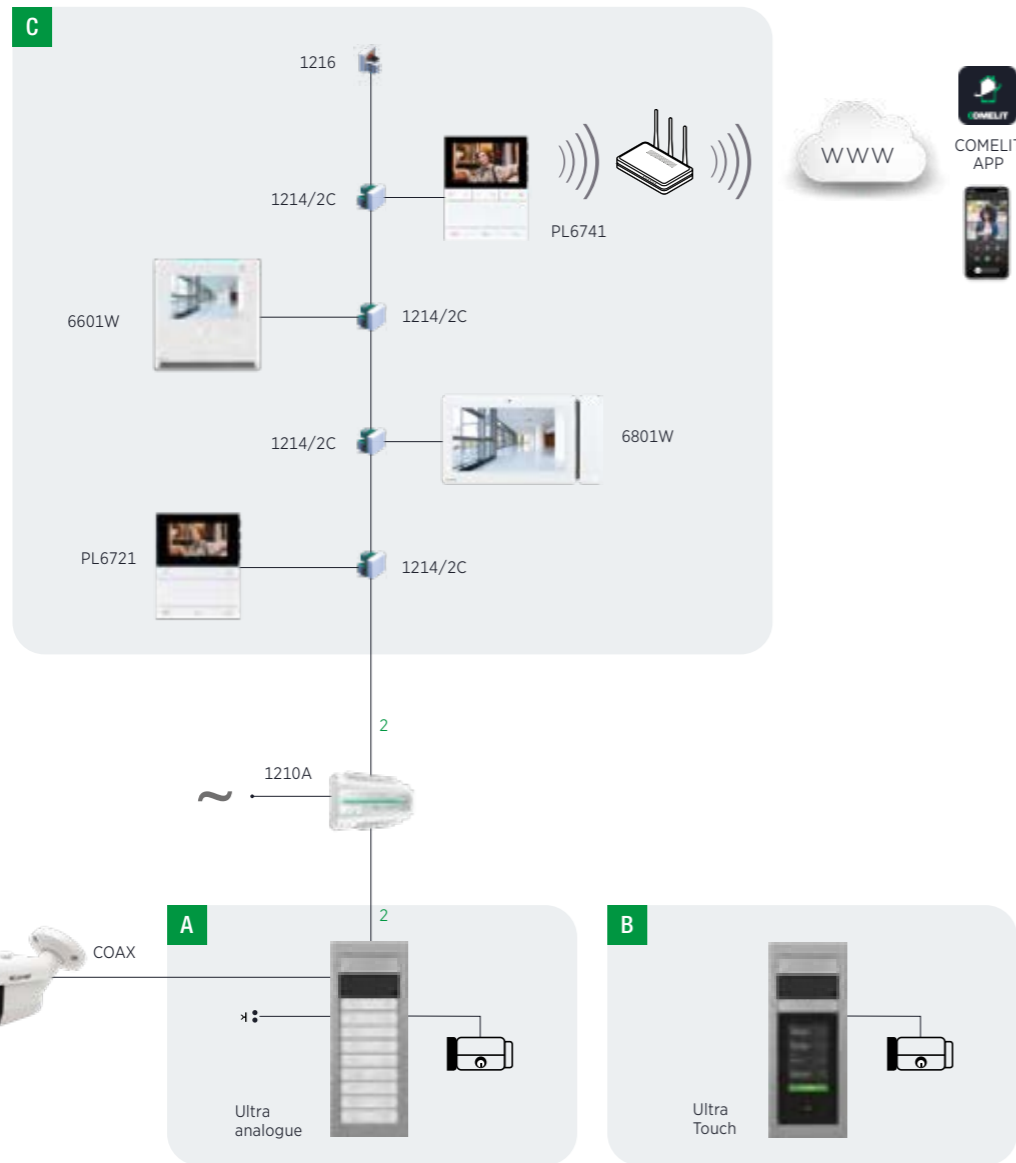 C
1216
1214/2C
PL6741
WWW
COMELIT
COMELIT
APP
6601W
1214/2C
1214/2C
6801W
PL6721
1214/2C
2
1210A
~
2
A
B
COAX
Ultra
analogue
Ultra
Touch